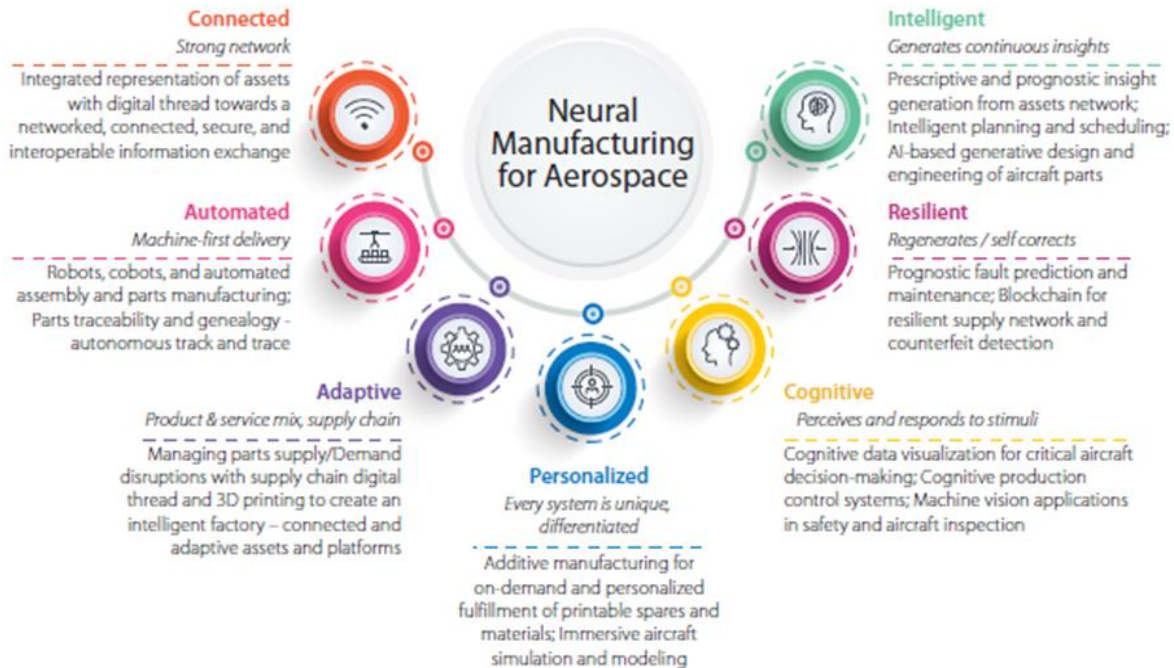 Neural
Manufacturing
for Aerospace
Connected
Strong network
Integrated representation of assets
with digital thread towards a
networked, connected, secure, and
interoperable information exchange
Automated
Machine-first delivery
Robots, cobots, and automated
assembly and parts manufacturing;
Parts traceability and genealogy -
autonomous track and trace
Adaptive
Product & service mix, supply chain
Managing parts supply/Demand
disruptions with supply chain digital
thread and 3D printing to create an
intelligent factory – connected and
adaptive assets and platforms
Personalized
Every system is unique,
differentiated
Additive manufacturing for
on-demand and personalized
fulfillment of printable spares and
materials; Immersive aircraft
simulation and modeling
Cognitive
Perceives and responds to stimuli
Cognitive data visualization for critical aircraft
decision-making; Cognitive production
control systems; Machine vision applications
in safety and aircraft inspection
Resilient
Regenerates / self corrects
Prognostic fault prediction and
maintenance; Blockchain for
resilient supply network and
counterfeit detection
Intelligent
Generates continuous insights
Prescriptive and prognostic insight
generation from assets network;
Intelligent planning and scheduling;
AI-based generative design and
engineering of aircraft parts